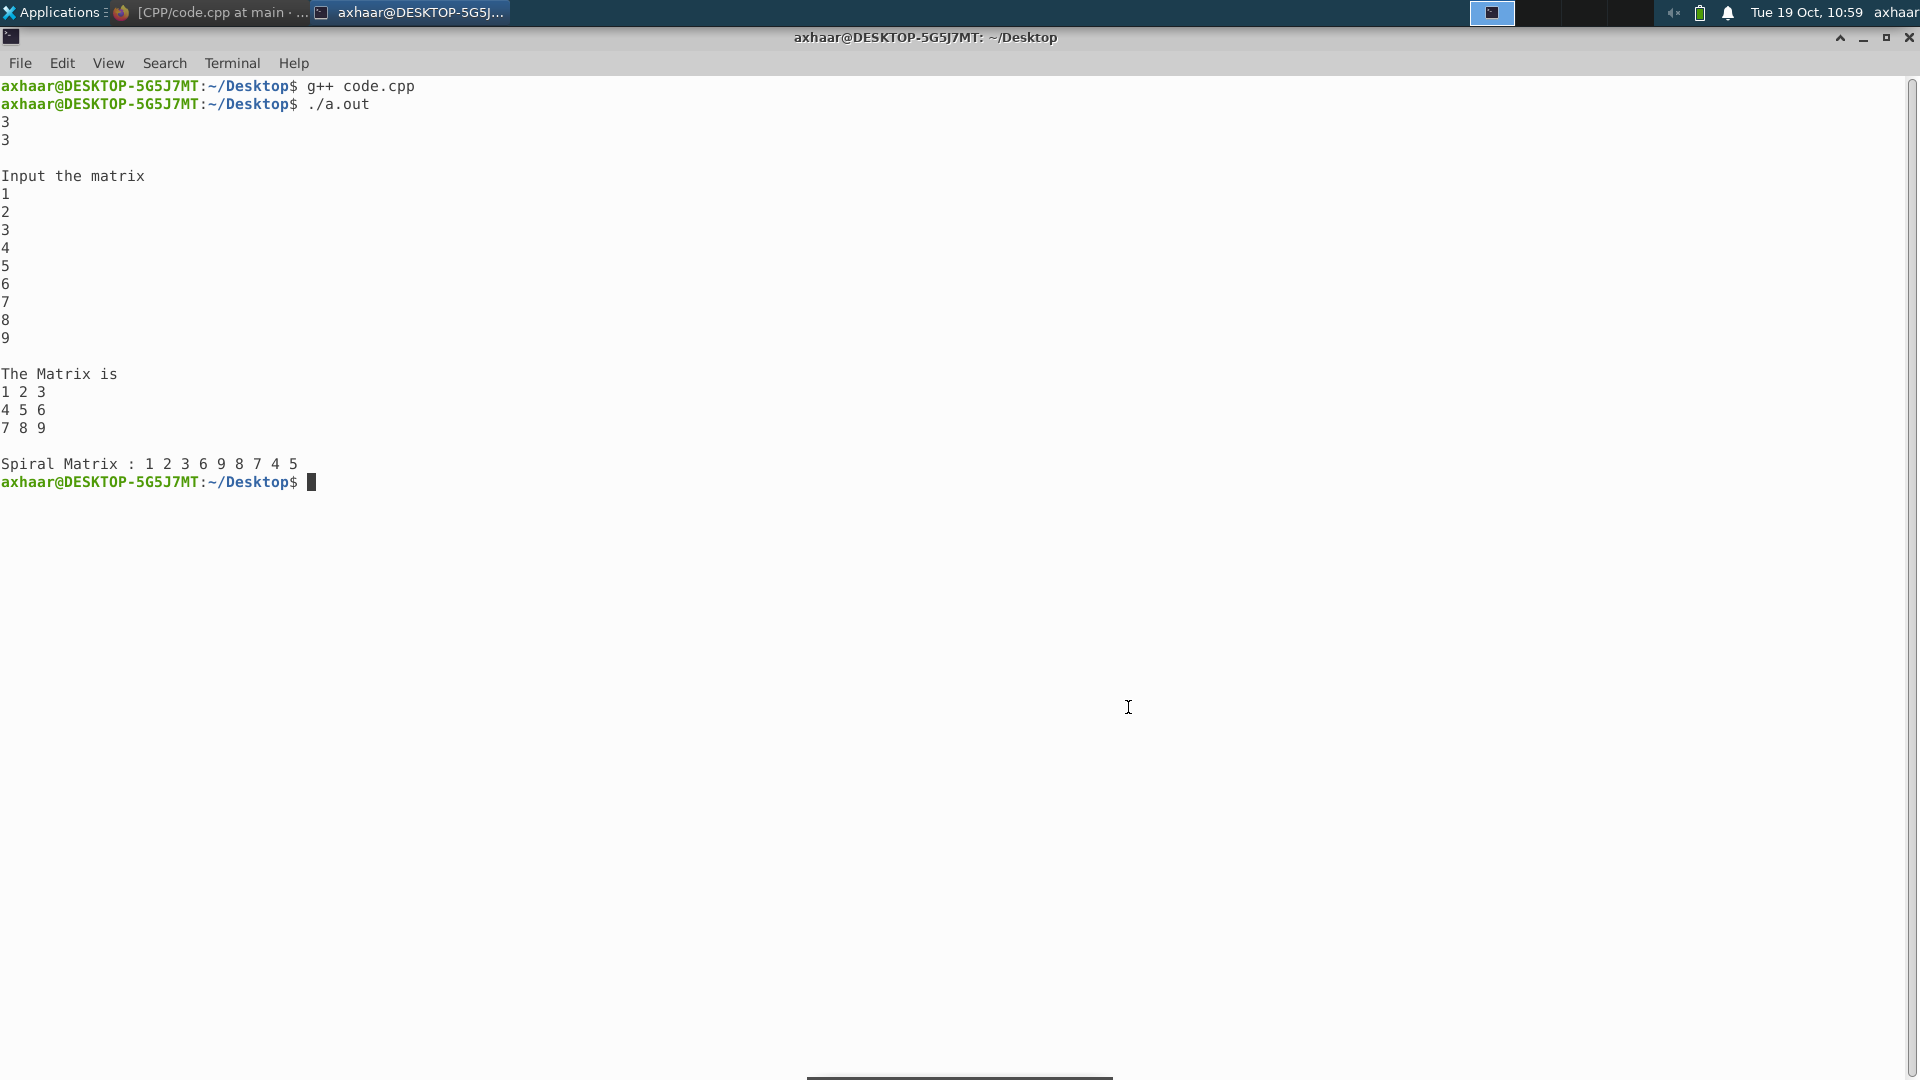 Applications
[CPP/code.cpp at main · ...
axhaar@DESKTOP-5G5J...
Tue 19 Oct, 10:59
axhaar
axhaar@DESKTOP-5G5J7MT: ~/Desktop
File Edit View Search Terminal Help
axhaar@DESKTOP-5G5J7MT:~/Desktop$ g++ code.cpp
axhaar@DESKTOP-5G5J7MT:~/Desktop$ ./a.out
3
3
Input the matrix
1
2
3
4
5
6
7
8
9
The Matrix is
1 2 3
4 5 6
7 8 9
Spiral Matrix : 1 2 3 6 9 8 7 4 5
axhaar@DESKTOP-5G5J7MT:~/Desktop$